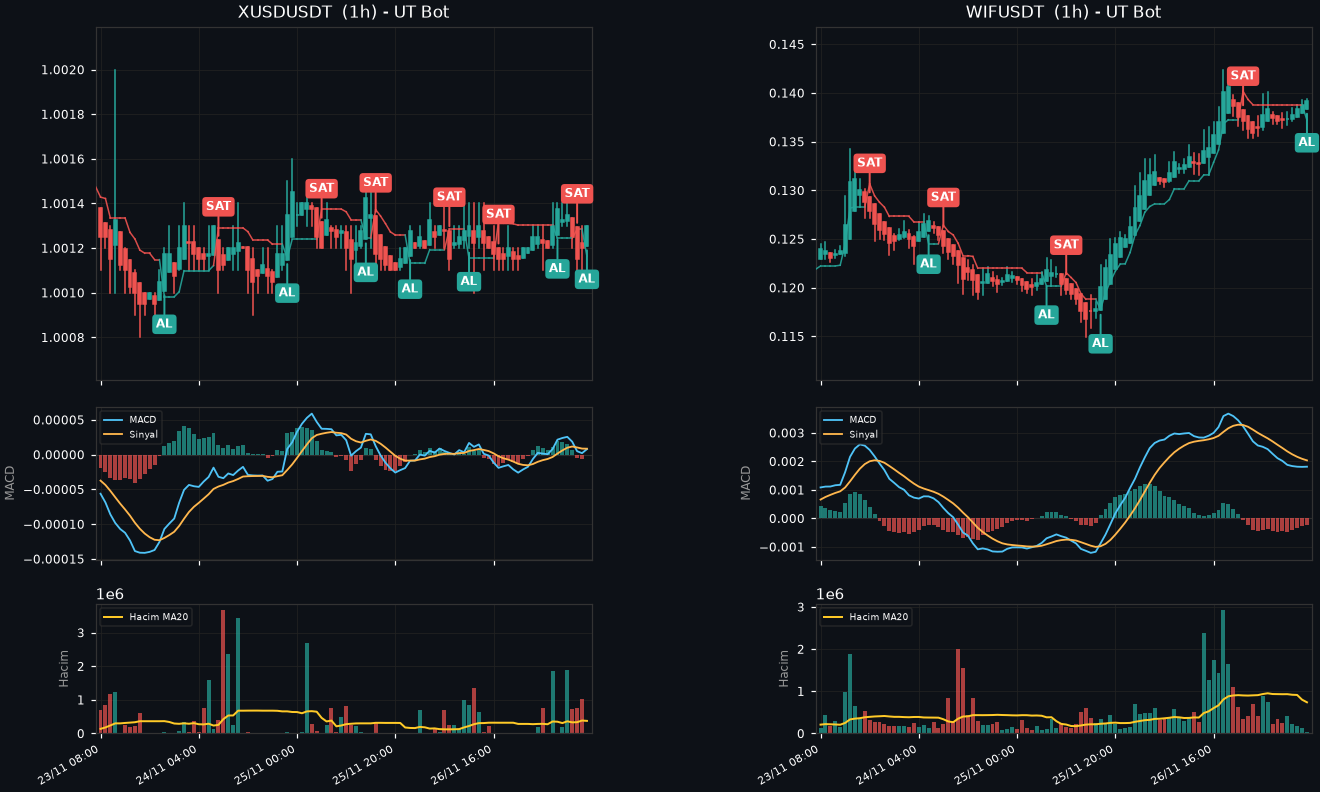 XUSDUSDT (1h) - UT Bot
1.0020
1.0018
1.0016
1.0014
1.0012
1.0010
1.0008
SAT
SAT
SAT
SAT
SAT
SAT
AL
AL
AL
AL
AL
AL
AL
MACD
0.00005
0.00000
−0.00005
−0.00010
−0.00015
MACD
Sinyal
1e6
Hacim
3
2
1
0
Hacim MA20
23/11 08:00
24/11 04:00
25/11 00:00
25/11 20:00
26/11 16:00
WIFUSDT (1h) - UT Bot
0.145
0.140
0.135
0.130
0.125
0.120
0.115
SAT
SAT
SAT
SAT
AL
AL
AL
AL
MACD
0.003
0.002
0.001
0.000
−0.001
MACD
Sinyal
1e6
Hacim
3
2
1
0
Hacim MA20
23/11 08:00
24/11 04:00
25/11 00:00
25/11 20:00
26/11 16:00